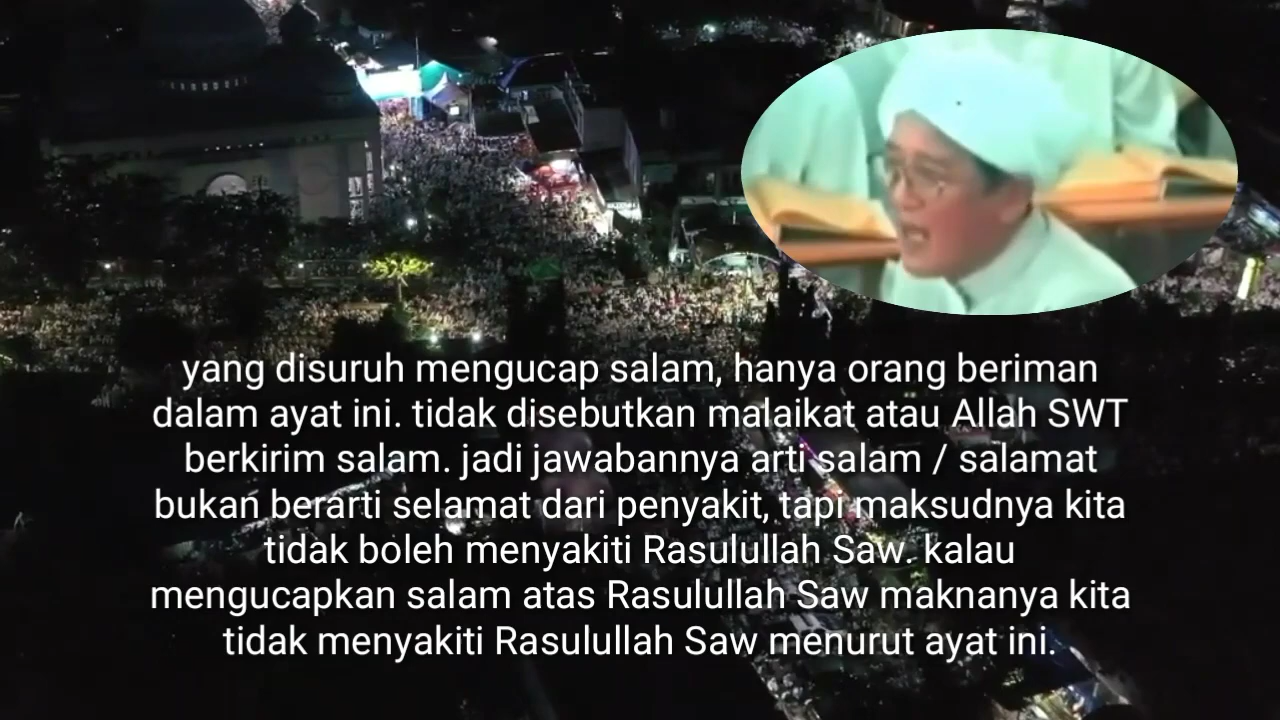 yang disuruh mengucap salam, hanya orang beriman
dalam ayat ini. tidak disebutkan malaikat atau Allah SWT
berkirim salam. jadi jawabannya arti salam / salamat
bukan berarti selamat dari penyakit, tapi maksudnya kita
tidak boleh menyakiti Rasulullah Saw. kalau
mengucapkan salam atas Rasulullah Saw maknanya kita
tidak menyakiti Rasulullah Saw menurut ayat ini.